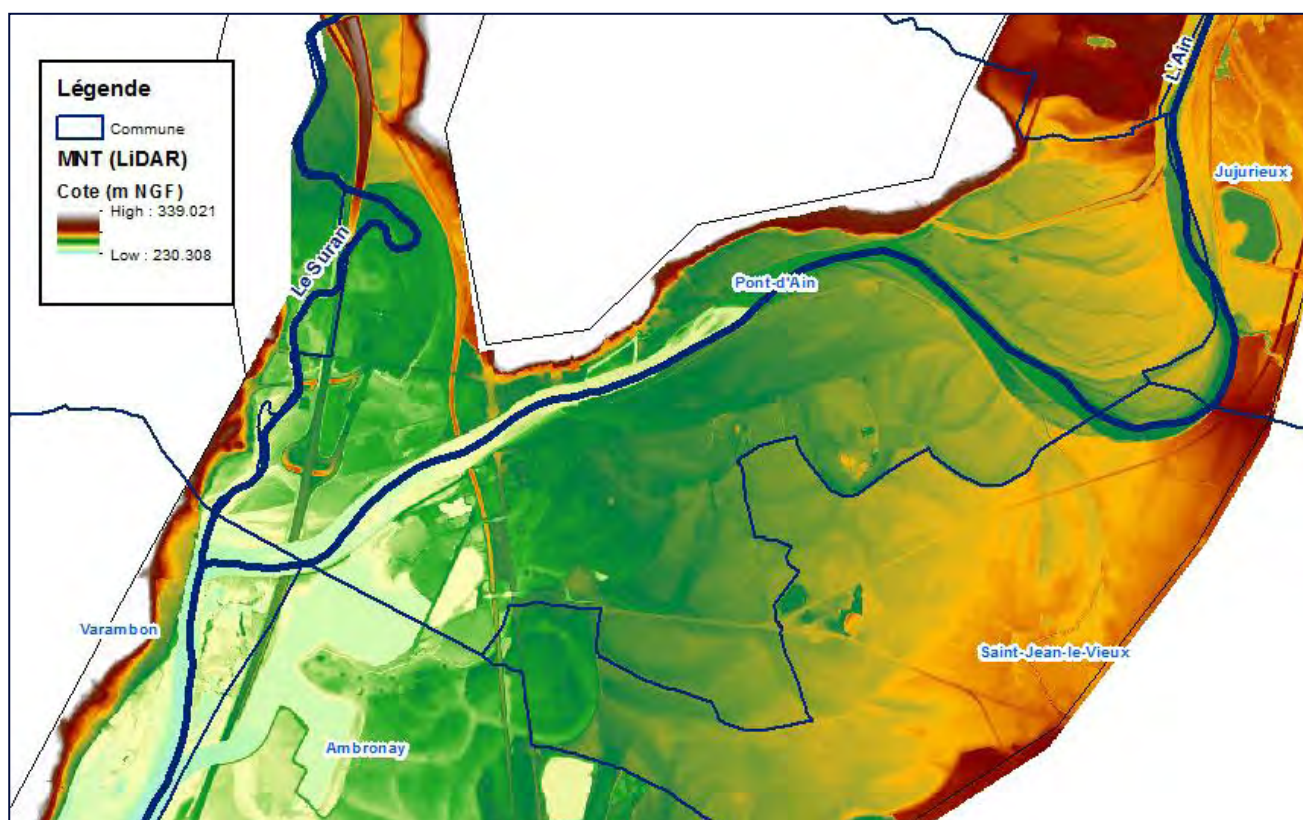 Légende
Commune
MNT (LiDAR)
Cote (m NGF)
High : 339.021
Low : 230.308
L'Ain
Jujurieux
Le Suran
Pont-d'Ain
Varambon
Saint-Jean-le-Vieux
Ambronay